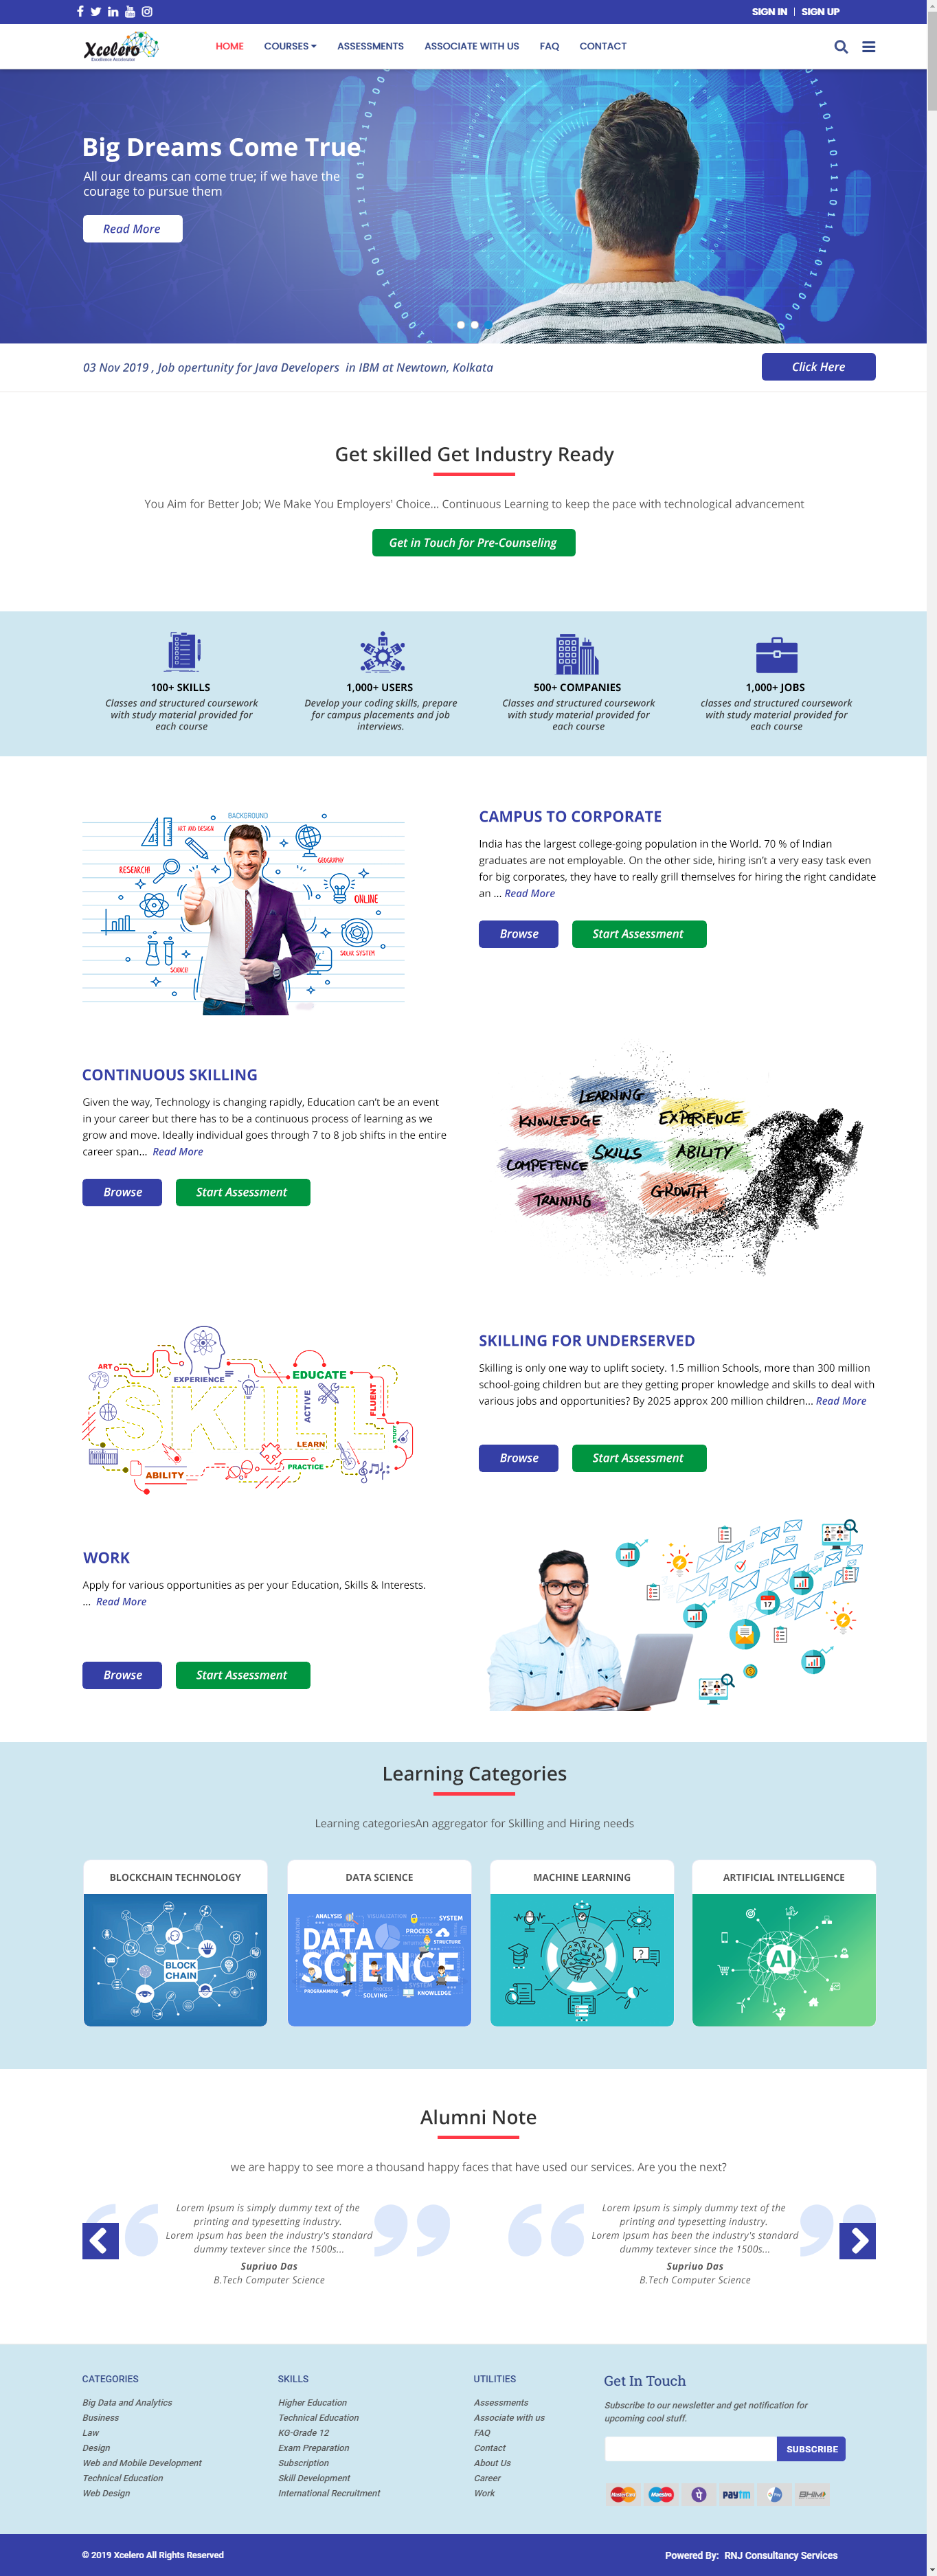 SIGN IN | SIGN UP
Xcelero
Excellence Accelerator
HOME COURSES ASSESSMENTS ASSOCIATE WITH US FAQ CONTACT
Big Dreams Come True
All our dreams can come true; if we have the
courage to pursue them
Read More
03 Nov 2019 , Job opertunity for Java Developers in IBM at Newtown, Kolkata
Click Here
Get skilled Get Industry Ready
You Aim for Better Job; We Make You Employers' Choice... Continuous Learning to keep the pace with technological advancement
Get in Touch for Pre-Counseling
100+ SKILLS
Classes and structured coursework
with study material provided for
each course
1,000+ USERS
Develop your coding skills, prepare
for campus placements and job
interviews.
500+ COMPANIES
Classes and structured coursework
with study material provided for
each course
1,000+ JOBS
classes and structured coursework
with study material provided for
each course
BACKGROUND
ART AND DESIGN
GEOGRAPHY
RESEARCH!
ONLINE
SOLAR SYSTEM
SCIENCE!
CAMPUS TO CORPORATE
India has the largest college-going population in the World. 70 % of Indian
graduates are not employable. On the other side, hiring isn't a very easy task even
for big corporates, they have to really grill themselves for hiring the right candidate
an ... Read More
Browse
Start Assessment
CONTINUOUS SKILLING
Given the way, Technology is changing rapidly, Education can't be an event
in your career but there has to be a continuous process of learning as we
grow and move. Ideally individual goes through 7 to 8 job shifts in the entire
career span... Read More
Browse
Start Assessment
LEARNING
KNOWLEDGE
EXPERIENCE
SKILLS
ABILITY
COMPETENCE
TRAINING
GROWTH
ART
EXPERIENCE
EDUCATE
ACTIVE
FLUENT
SKILL
LEARN
STUDY
PRACTICE
ABILITY
SKILLING FOR UNDERSERVED
Skilling is only one way to uplift society. 1.5 million Schools, more than 300 million
school-going children but are they getting proper knowledge and skills to deal with
various jobs and opportunities? By 2025 approx 200 million children... Read More
Browse
Start Assessment
WORK
Apply for various opportunities as per your Education, Skills & Interests.
... Read More
Browse
Start Assessment
17
Learning Categories
Learning categoriesAn aggregator for Skilling and Hiring needs
BLOCKCHAIN TECHNOLOGY
BLOCK
CHAIN
DATA SCIENCE
ANALYSIS
VISUALIZATION
SYSTEM
PROCESS
STRUCTURE
DATA
SCIENCE
PROGRAMMING
SOLVING
KNOWLEDGE
MACHINE LEARNING
?
ARTIFICIAL INTELLIGENCE
AI
Alumni Note
we are happy to see more a thousand happy faces that have used our services. Are you the next?
Lorem Ipsum is simply dummy text of the
printing and typesetting industry.
Lorem Ipsum has been the industry's standard
dummy textever since the 1500s...
Supriuo Das
B.Tech Computer Science
Lorem Ipsum is simply dummy text of the
printing and typesetting industry.
Lorem Ipsum has been the industry's standard
dummy textever since the 1500s...
Supriuo Das
B.Tech Computer Science
CATEGORIES
Big Data and Analytics
Business
Law
Design
Web and Mobile Development
Technical Education
Web Design
SKILLS
Higher Education
Technical Education
KG-Grade 12
Exam Preparation
Subscription
Skill Development
International Recruitment
UTILITIES
Assessments
Associate with us
FAQ
Contact
About Us
Career
Work
Get In Touch
Subscribe to our newsletter and get notification for
upcoming cool stuff.
SUBSCRIBE
MasterCard
Maestro
Paytm
BHIM
© 2019 Xcelero All Rights Reserved
Powered By: RNJ Consultancy Services